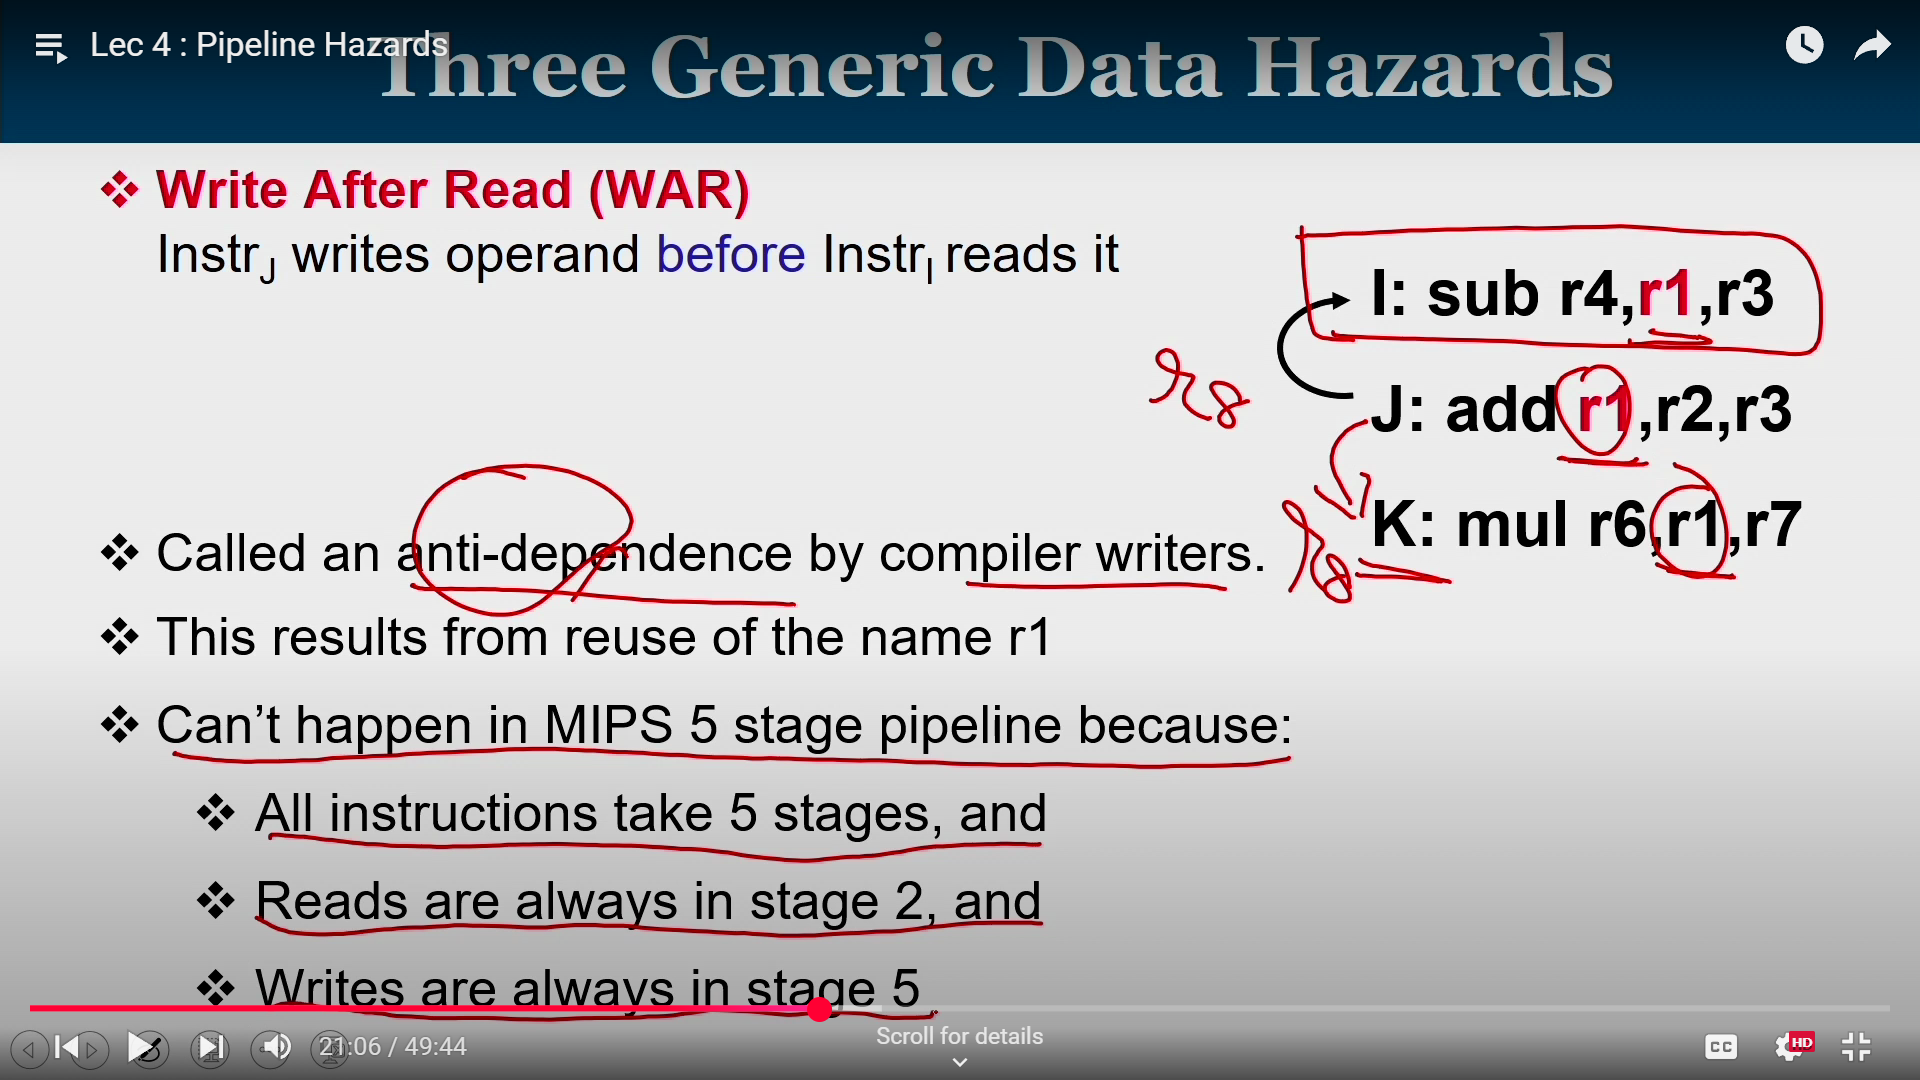 Lec 4 : Pipeline Hazards
Three Generic Data Hazards
❖ Write After Read (WAR)
InstrJ writes operand before InstrI reads it
I: sub r4,r1,r3
r8
J: add r1,r2,r3
r8
K: mul r6,r1,r7
❖ Called an anti-dependence by compiler writers.
❖ This results from reuse of the name r1
❖ Can’t happen in MIPS 5 stage pipeline because:
❖ All instructions take 5 stages, and
❖ Reads are always in stage 2, and
❖ Writes are always in stage 5
21:06 / 49:44
Scroll for details
CC
HD